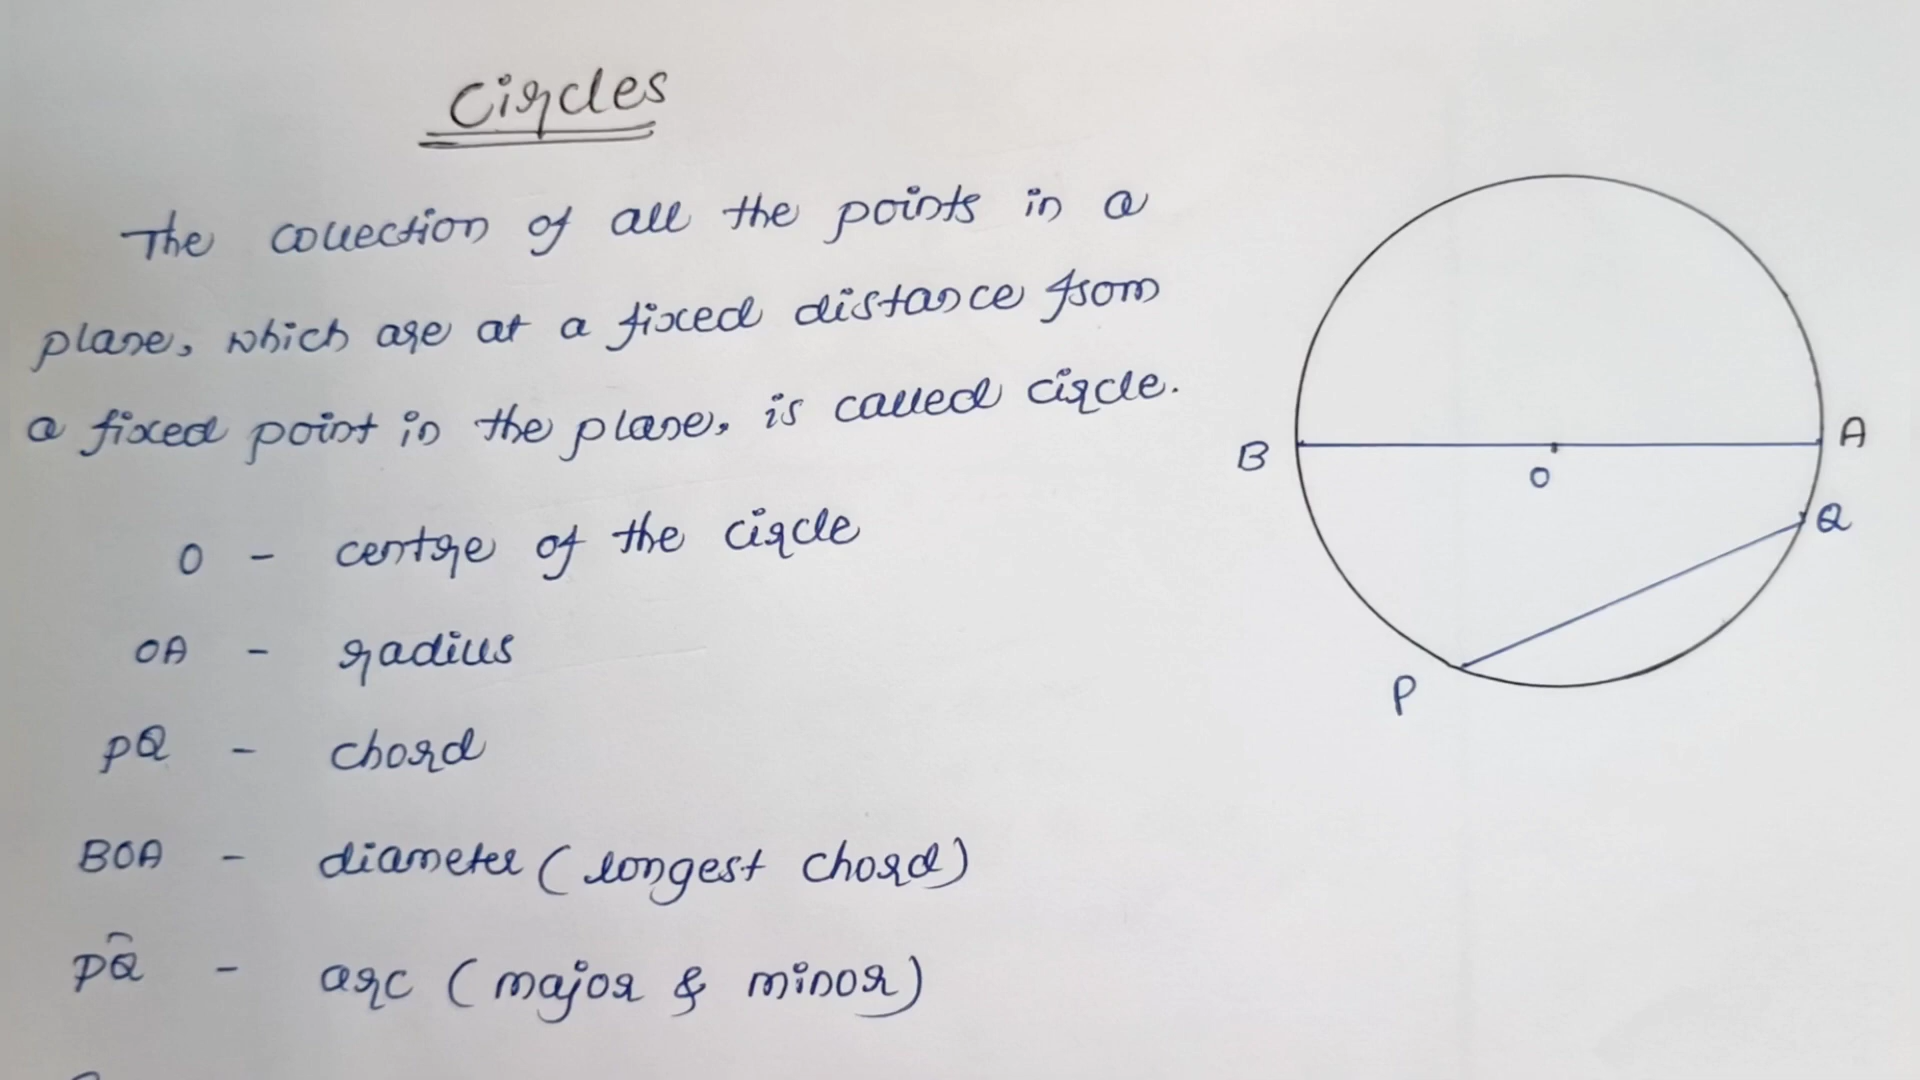 Circles
The collection of all the points in a
plane, which are at a fixed distance from
a fixed point in the plane, is called circle.
O - centre of the circle
OA - radius
PQ - chord
BOA - diameter (longest chord)
P͡Q - arc (major & minor)
B
O
A
Q
P